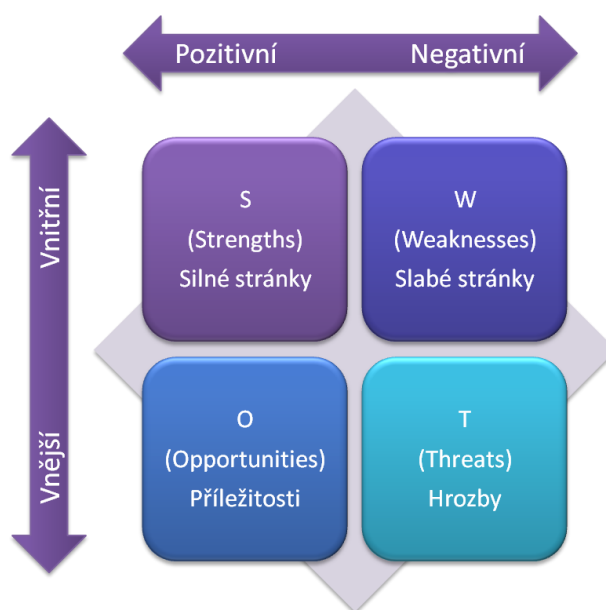 Pozitivní Negativní
Vnitřní
Vnější
S
(Strengths)
Silné stránky
W
(Weaknesses)
Slabé stránky
O
(Opportunities)
Příležitosti
T
(Threats)
Hrozby